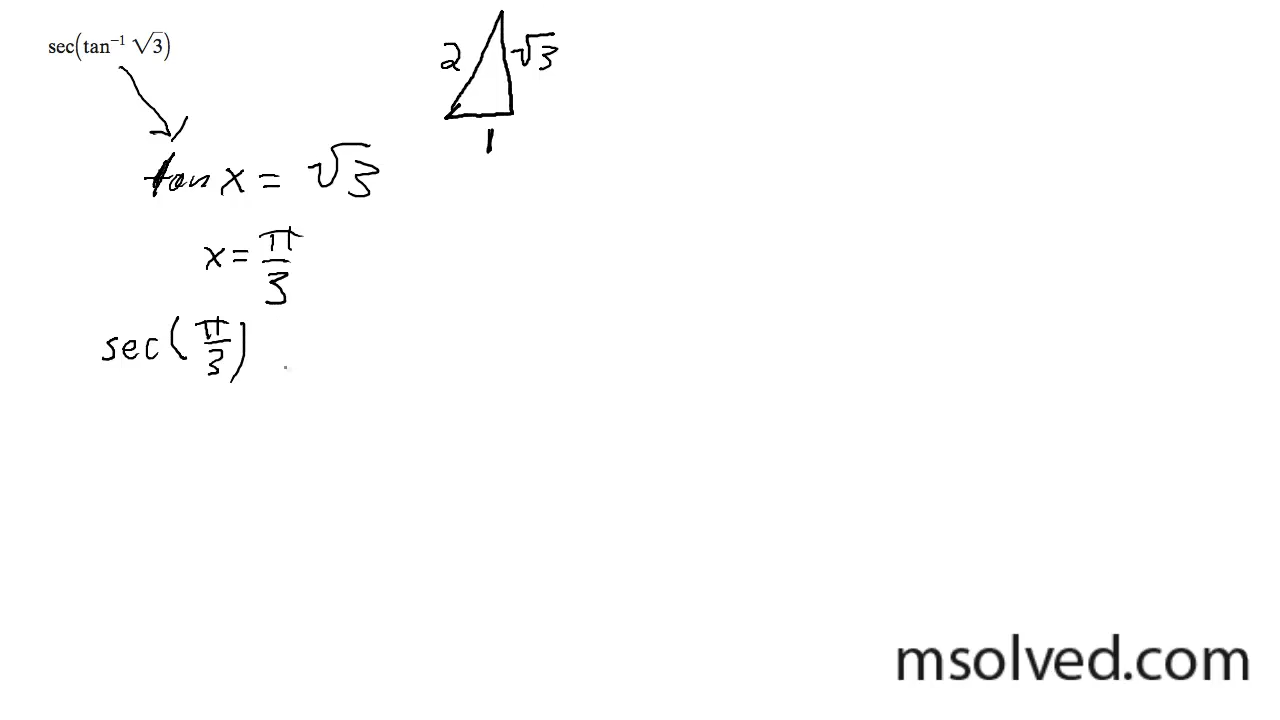 sec(tan⁻¹ √3)
2 √3
1
tan x = √3
x = π/3
sec(π/3)
msolved.com